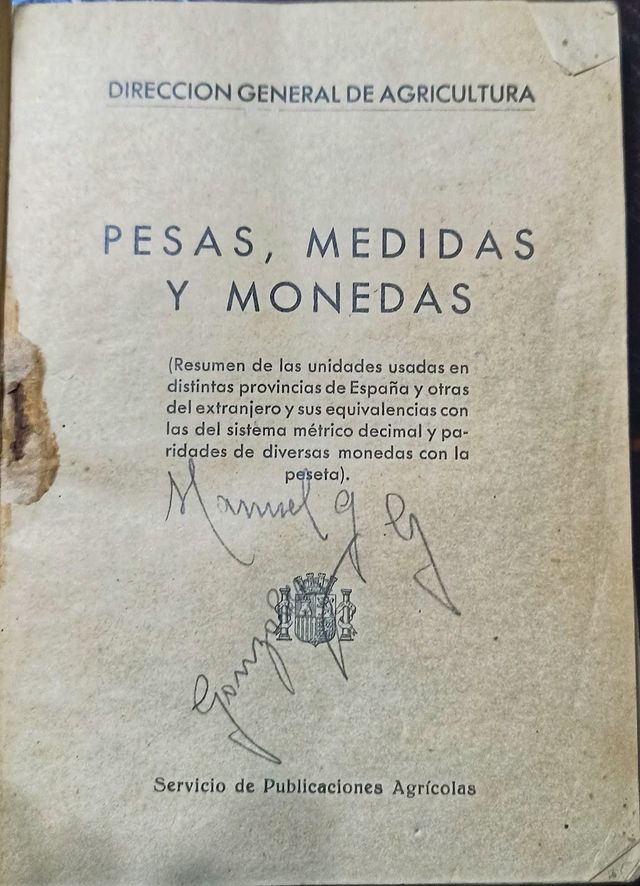 DIRECCION GENERAL DE AGRICULTURA
PESAS, MEDIDAS
Y MONEDAS
(Resumen de las unidades usadas en
distintas provincias de España y otras
del extranjero y sus equivalencias con
las del sistema métrico decimal y pa-
ridades de diversas monedas con la
peseta).
Manuel G G
Servicio de Publicaciones Agrícolas